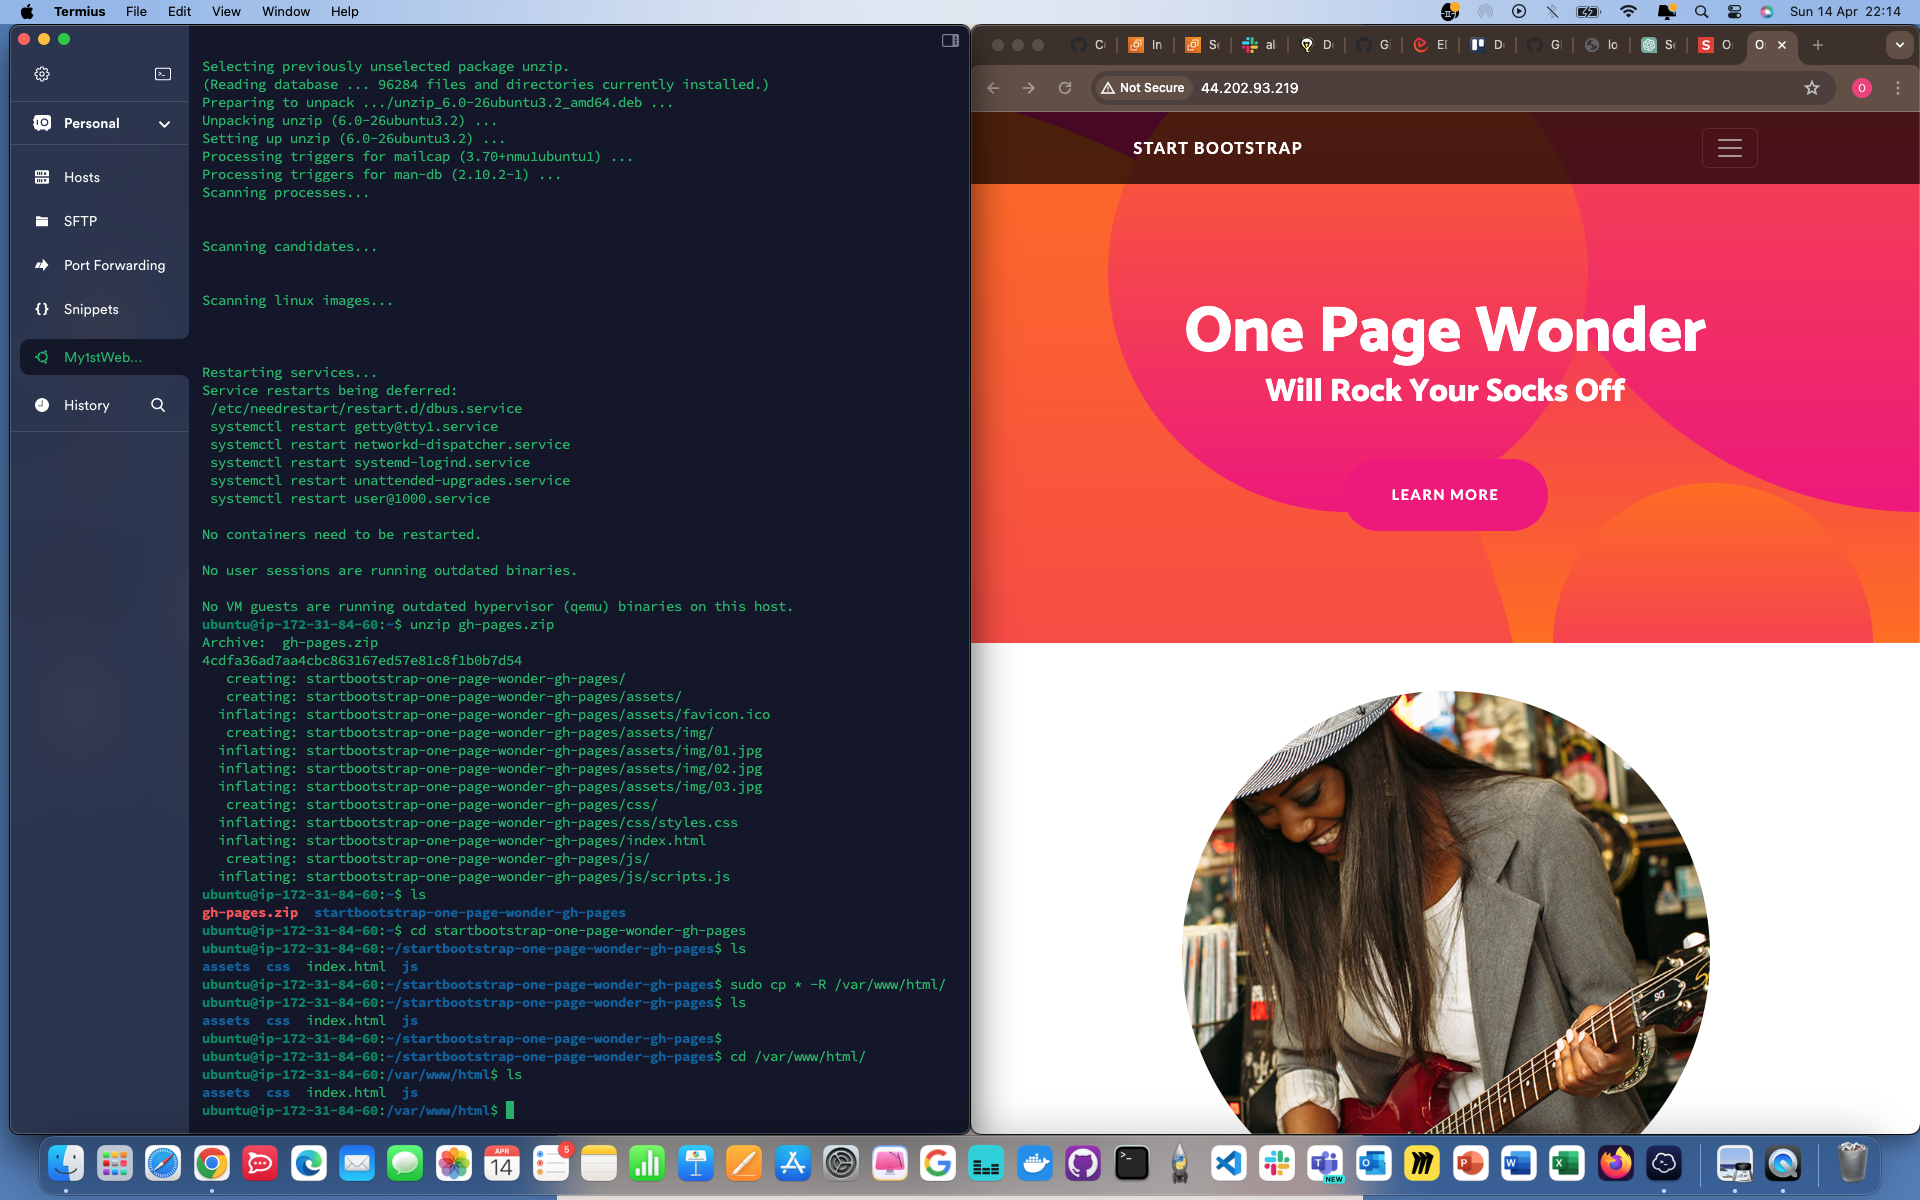 Termius File Edit View Window Help
Sun 14 Apr 22:14
Personal
Hosts
SFTP
Port Forwarding
Snippets
My1stWeb...
History
Selecting previously unselected package unzip.
(Reading database ... 96284 files and directories currently installed.)
Preparing to unpack .../unzip_6.0-26ubuntu3.2_amd64.deb ...
Unpacking unzip (6.0-26ubuntu3.2) ...
Setting up unzip (6.0-26ubuntu3.2) ...
Processing triggers for mailcap (3.70+nmu1ubuntu1) ...
Processing triggers for man-db (2.10.2-1) ...
Scanning processes...
Scanning candidates...
Scanning linux images...
Restarting services...
Service restarts being deferred:
/etc/needrestart/restart.d/dbus.service
systemctl restart getty@tty1.service
systemctl restart networkd-dispatcher.service
systemctl restart systemd-logind.service
systemctl restart unattended-upgrades.service
systemctl restart user@1000.service
No containers need to be restarted.
No user sessions are running outdated binaries.
No VM guests are running outdated hypervisor (qemu) binaries on this host.
ubuntu@ip-172-31-84-60:~$ unzip gh-pages.zip
Archive:  gh-pages.zip
4cdfa36ad7aa4cbc863167ed57e81c8f1b0b7d54
creating: startbootstrap-one-page-wonder-gh-pages/
creating: startbootstrap-one-page-wonder-gh-pages/assets/
inflating: startbootstrap-one-page-wonder-gh-pages/assets/favicon.ico
creating: startbootstrap-one-page-wonder-gh-pages/assets/img/
inflating: startbootstrap-one-page-wonder-gh-pages/assets/img/01.jpg
inflating: startbootstrap-one-page-wonder-gh-pages/assets/img/02.jpg
inflating: startbootstrap-one-page-wonder-gh-pages/assets/img/03.jpg
creating: startbootstrap-one-page-wonder-gh-pages/css/
inflating: startbootstrap-one-page-wonder-gh-pages/css/styles.css
inflating: startbootstrap-one-page-wonder-gh-pages/index.html
creating: startbootstrap-one-page-wonder-gh-pages/js/
inflating: startbootstrap-one-page-wonder-gh-pages/js/scripts.js
ubuntu@ip-172-31-84-60:~$ ls
gh-pages.zip  startbootstrap-one-page-wonder-gh-pages
ubuntu@ip-172-31-84-60:~$ cd startbootstrap-one-page-wonder-gh-pages
ubuntu@ip-172-31-84-60:~/startbootstrap-one-page-wonder-gh-pages$ ls
assets  css  index.html  js
ubuntu@ip-172-31-84-60:~/startbootstrap-one-page-wonder-gh-pages$ sudo cp * -R /var/www/html/
ubuntu@ip-172-31-84-60:~/startbootstrap-one-page-wonder-gh-pages$ ls
assets  css  index.html  js
ubuntu@ip-172-31-84-60:~/startbootstrap-one-page-wonder-gh-pages$
ubuntu@ip-172-31-84-60:~/startbootstrap-one-page-wonder-gh-pages$ cd /var/www/html/
ubuntu@ip-172-31-84-60:/var/www/html$ ls
assets  css  index.html  js
ubuntu@ip-172-31-84-60:/var/www/html$
Not Secure 44.202.93.219
START BOOTSTRAP
One Page Wonder
Will Rock Your Socks Off
LEARN MORE
SG
APR
14
5
NEW